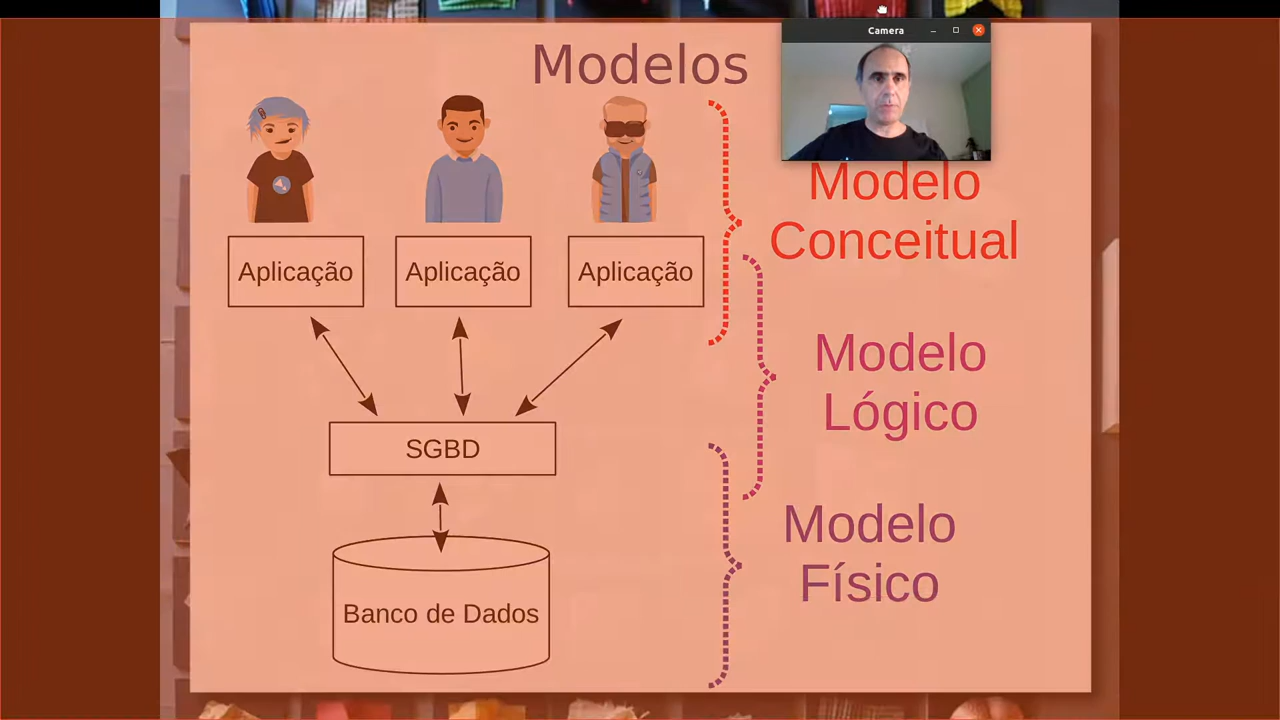 Camera
Modelos
Modelo
Conceitual
Aplicação
Aplicação
Aplicação
Modelo
Lógico
SGBD
Modelo
Físico
Banco de Dados